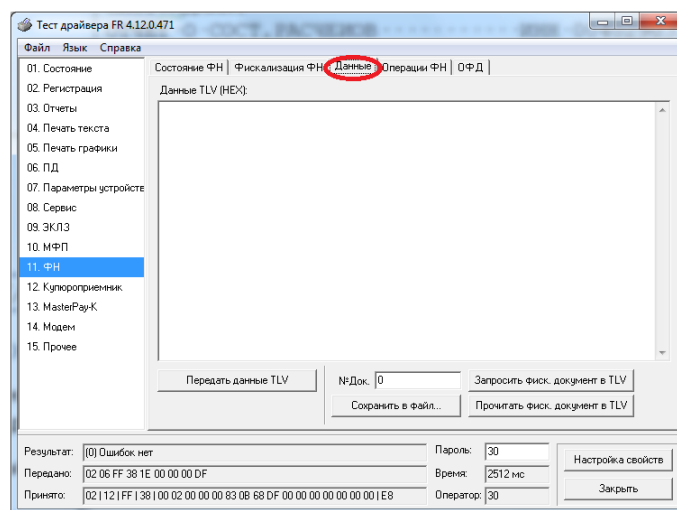 Тест драйвера FR 4.12.0.471
Файл Язык Справка
01. Состояние
02. Регистрация
03. Отчеты
04. Печать текста
05. Печать графики
06. ПД
07. Параметры устройств
08. Сервис
09. ЭКЛЗ
10. МФП
11. ФН
12. Купюроприемник
13. MasterPay-K
14. Модем
15. Прочее
Состояние ФН Фискализация ФН Данные Операции ФН ОФД
Данные TLV (HEX):
Передать данные TLV
№Док. 0
Запросить фиск. документ в TLV
Сохранить в файл...
Прочитать фиск. документ в TLV
Результат: (0) Ошибок нет
Передано: 02 06 FF 38 1E 00 00 00 DF
Принято: 02 | 12 | FF | 38 | 00 02 00 00 00 83 0B 68 DF 00 00 00 00 00 00 00 | E8
Пароль: 30
Время: 2512 мс
Оператор: 30
Настройка свойств
Закрыть